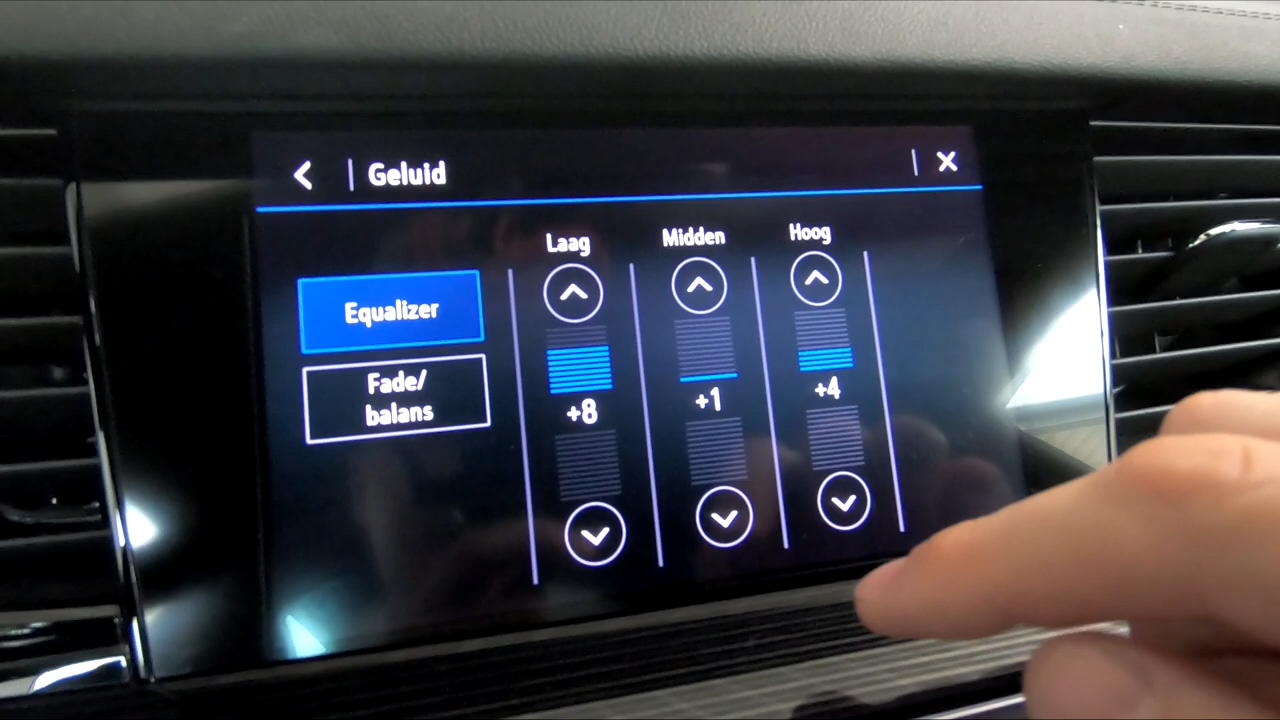 Geluid
Laag
Midden
Hoog
Equalizer
Fade/
balans
+8
+1
+4